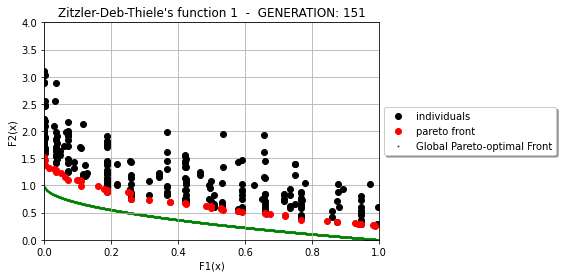 Zitzler-Deb-Thiele's function 1 - GENERATION: 151
4.0
3.5
3.0
2.5
2.0
1.5
1.0
0.5
0.0
F2(x)
0.0 0.2 0.4 0.6 0.8 1.0
F1(x)
individuals
pareto front
Global Pareto-optimal Front